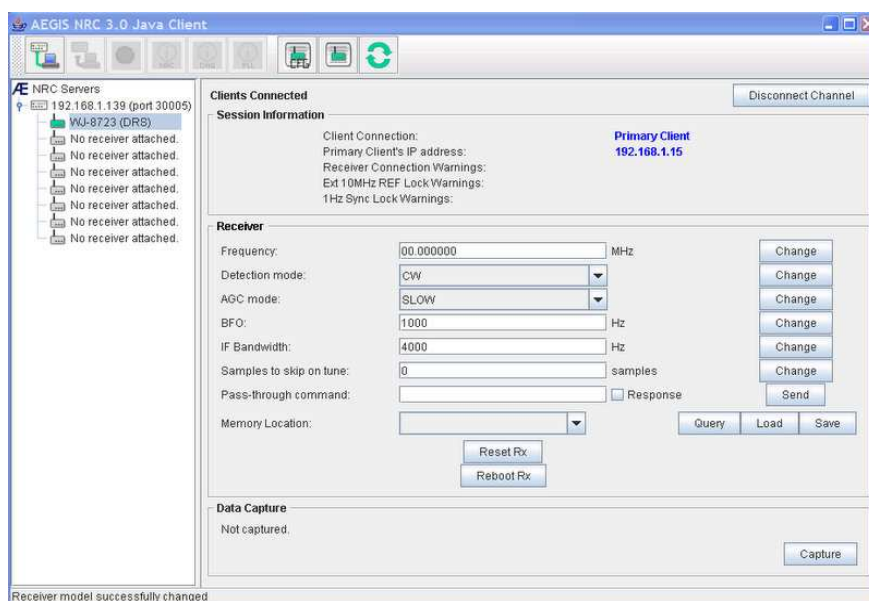 AEGIS NRC 3.0 Java Client
CFG
Æ NRC Servers
192.168.1.139 (port 30005)
WJ-8723 (DRS)
No receiver attached.
No receiver attached.
No receiver attached.
No receiver attached.
No receiver attached.
No receiver attached.
No receiver attached.
Clients Connected
Disconnect Channel
Session Information
Client Connection: Primary Client
Primary Client's IP address: 192.168.1.15
Receiver Connection Warnings:
Ext 10MHz REF Lock Warnings:
1Hz Sync Lock Warnings:
Receiver
Frequency: 00.000000 MHz Change
Detection mode: CW Change
AGC mode: SLOW Change
BFO: 1000 Hz Change
IF Bandwidth: 4000 Hz Change
Samples to skip on tune: 0 samples Change
Pass-through command: Response Send
Memory Location: Query Load Save
Reset Rx
Reboot Rx
Data Capture
Not captured.
Capture
Receiver model successfully changed